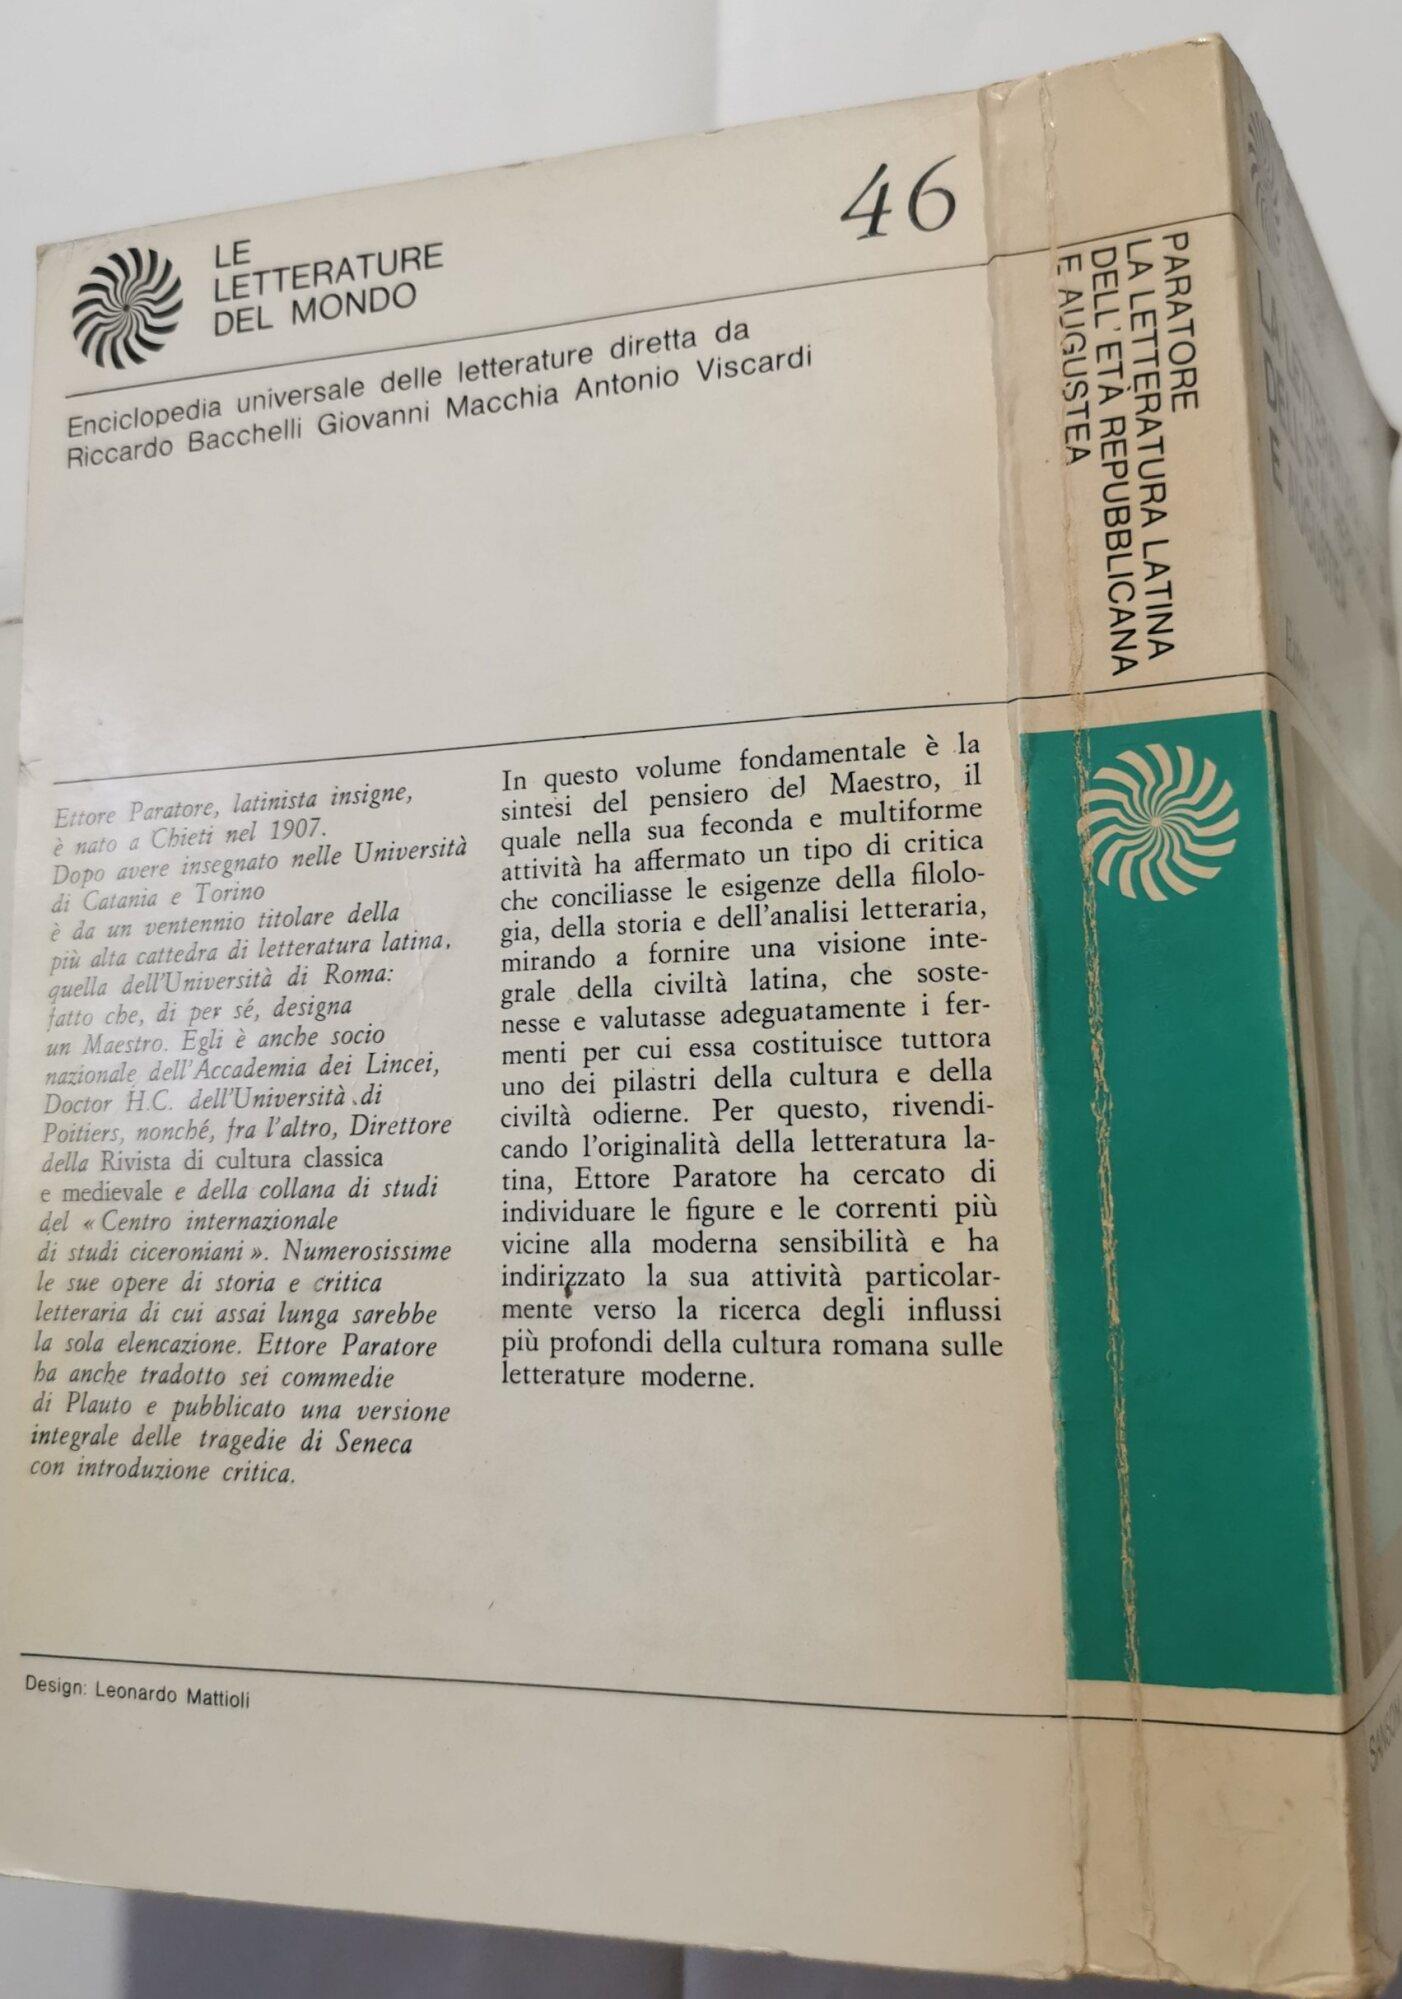 LE
LETTERATURE
DEL MONDO
46
Enciclopedia universale delle letterature diretta da
Riccardo Bacchelli Giovanni Macchia Antonio Viscardi
Ettore Paratore, latinista insigne,
è nato a Chieti nel 1907.
Dopo avere insegnato nelle Università
di Catania e Torino
è da un ventennio titolare della
più alta cattedra di letteratura latina,
quella dell'Università di Roma:
fatto che, di per sé, designa
un Maestro. Egli è anche socio
nazionale dell'Accademia dei Lincei,
Doctor H.C. dell'Università di
Poitiers, nonché, fra l'altro, Direttore
della Rivista di cultura classica
e medievale e della collana di studi
del « Centro internazionale
di studi ciceroniani ». Numerosissime
le sue opere di storia e critica
letteraria di cui assai lunga sarebbe
la sola elencazione. Ettore Paratore
ha anche tradotto sei commedie
di Plauto e pubblicato una versione
integrale delle tragedie di Seneca
con introduzione critica.
In questo volume fondamentale è la
sintesi del pensiero del Maestro, il
quale nella sua feconda e multiforme
attività ha affermato un tipo di critica
che conciliasse le esigenze della filolo-
gia, della storia e dell'analisi letteraria,
mirando a fornire una visione inte-
grale della civiltà latina, che soste-
nesse e valutasse adeguatamente i fer-
menti per cui essa costituisce tuttora
uno dei pilastri della cultura e della
civiltà odierne. Per questo, rivendi-
cando l'originalità della letteratura la-
tina, Ettore Paratore ha cercato di
individuare le figure e le correnti più
vicine alla moderna sensibilità e ha
indirizzato la sua attività particolar-
mente verso la ricerca degli influssi
più profondi della cultura romana sulle
letterature moderne.
Design: Leonardo Mattioli
PARATORE
LA LETTERATURA LATINA
DELL'ETÀ REPUBBLICANA
E AUGUSTEA